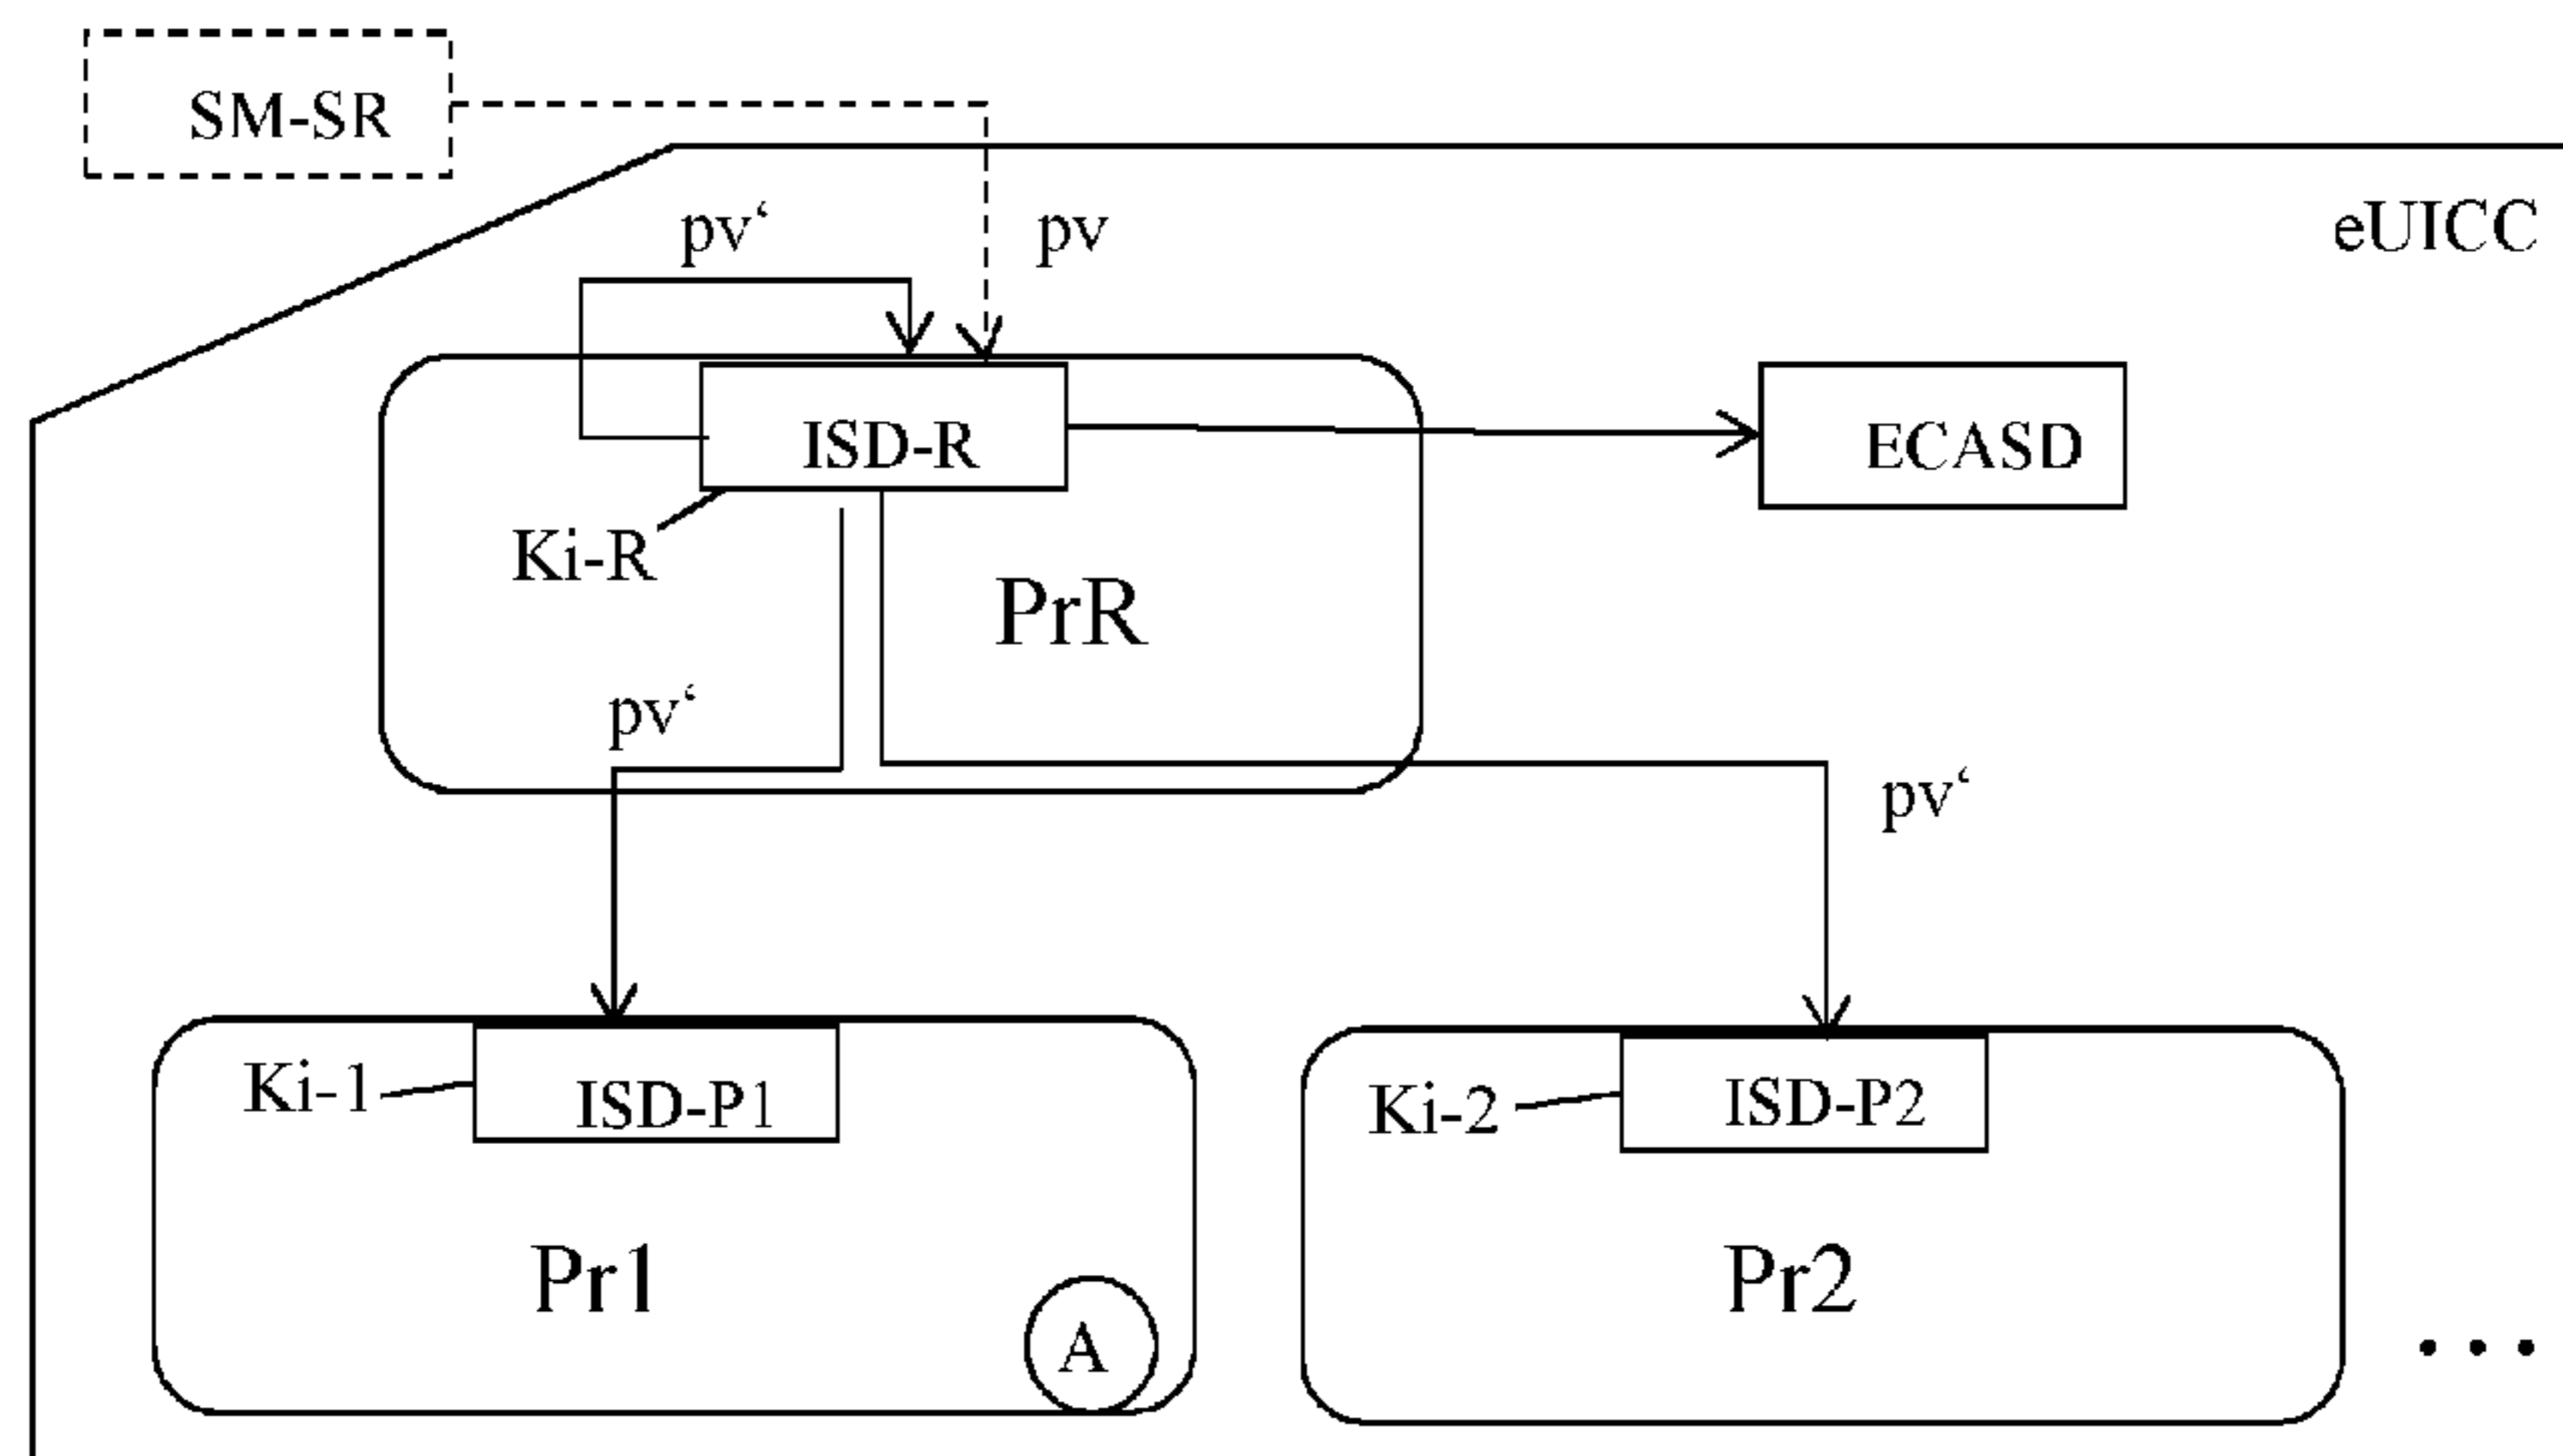 SM-SR
pv‘
pv
eUICC
ISD-R
ECASD
Ki-R
PrR
pv‘
pv‘
Ki-1
ISD-P1
Ki-2
ISD-P2
Pr1
Pr2
A
. . .